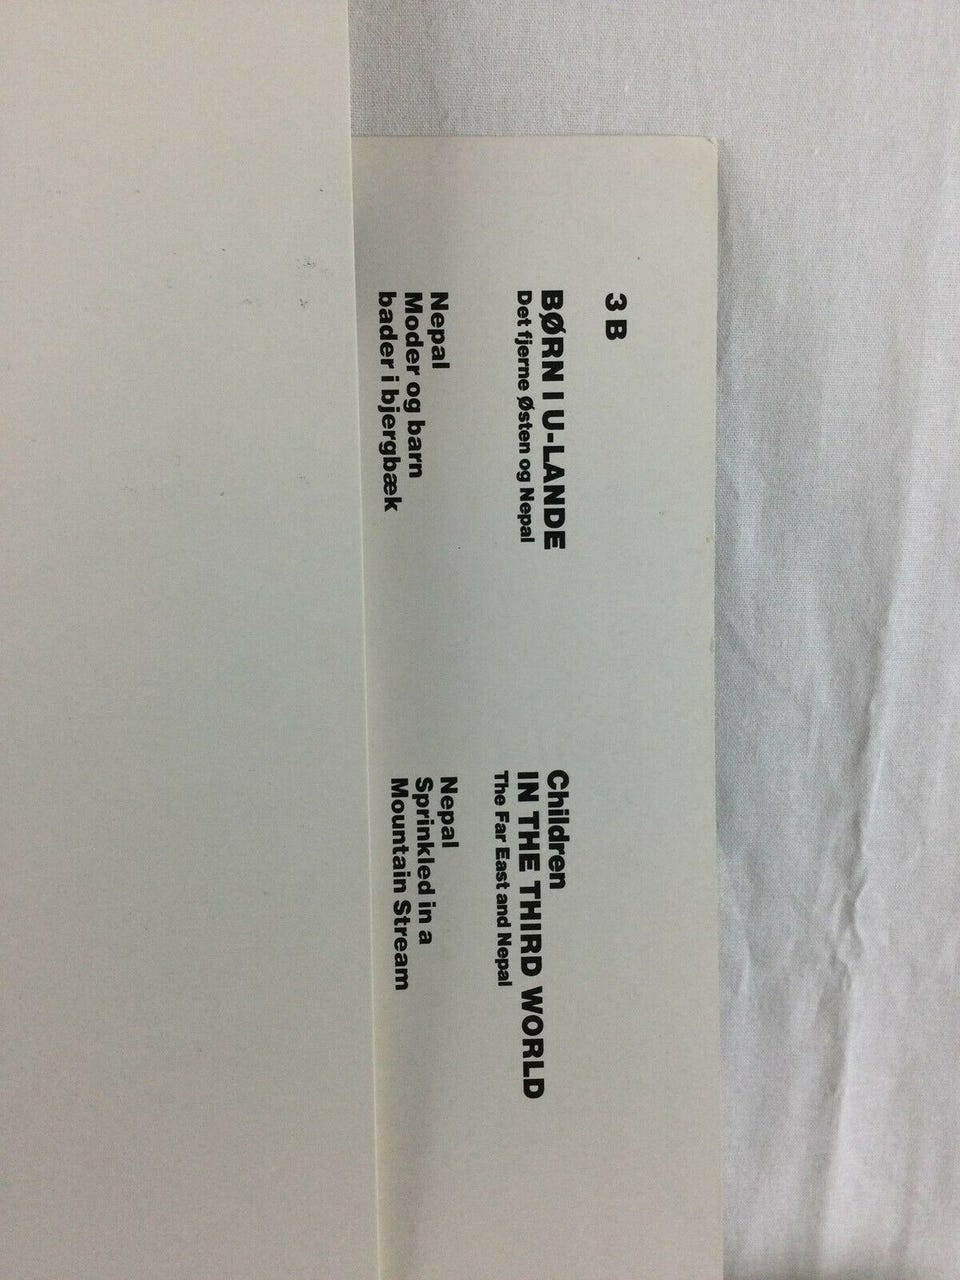 3 B
BØRN I U-LANDE
Det fjerne Østen og Nepal
Nepal
Moder og barn
bader i bjergbæk
Children
IN THE THIRD WORLD
The Far East and Nepal
Nepal
Sprinkled in a
Mountain Stream